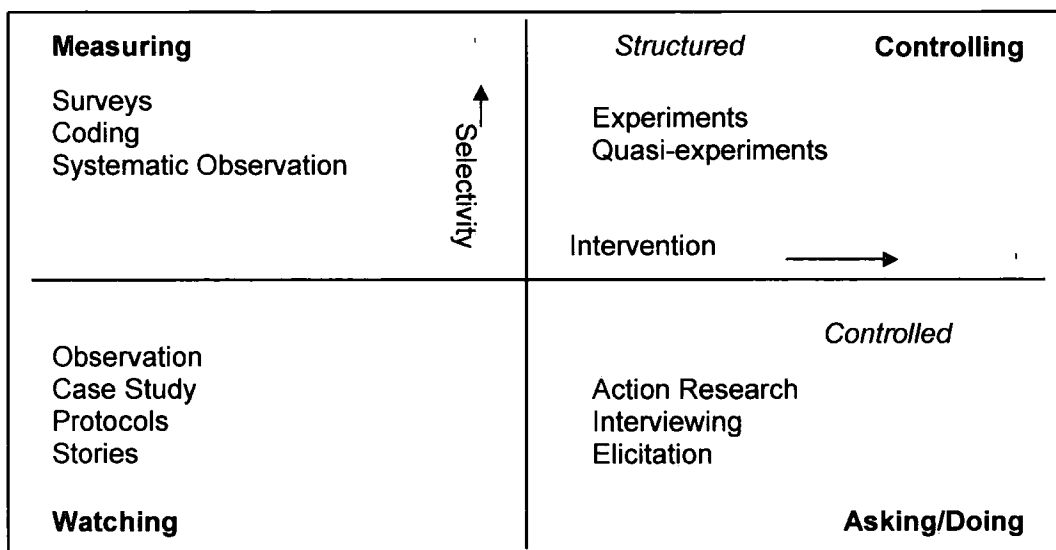 Measuring
Surveys
Coding
Systematic Observation
Selectivity
Structured
Controlling
Experiments
Quasi-experiments
Intervention
Observation
Case Study
Protocols
Stories
Watching
Controlled
Action Research
Interviewing
Elicitation
Asking/Doing